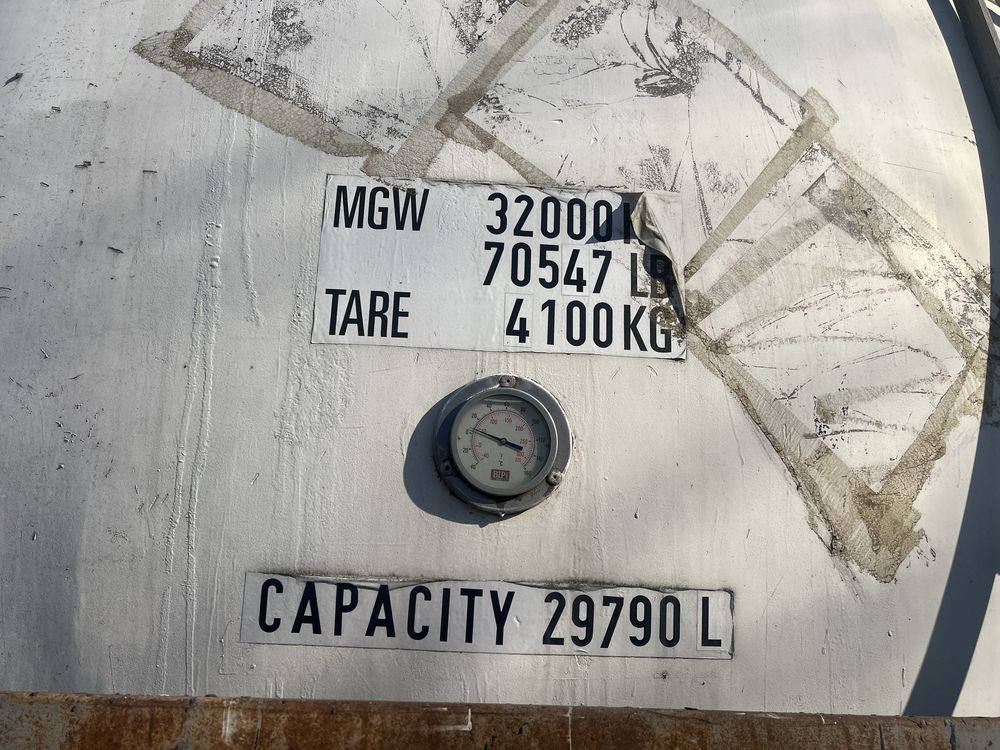 MGW 32000
70547 LB
TARE 4100 KG
CAPACITY 29790 L